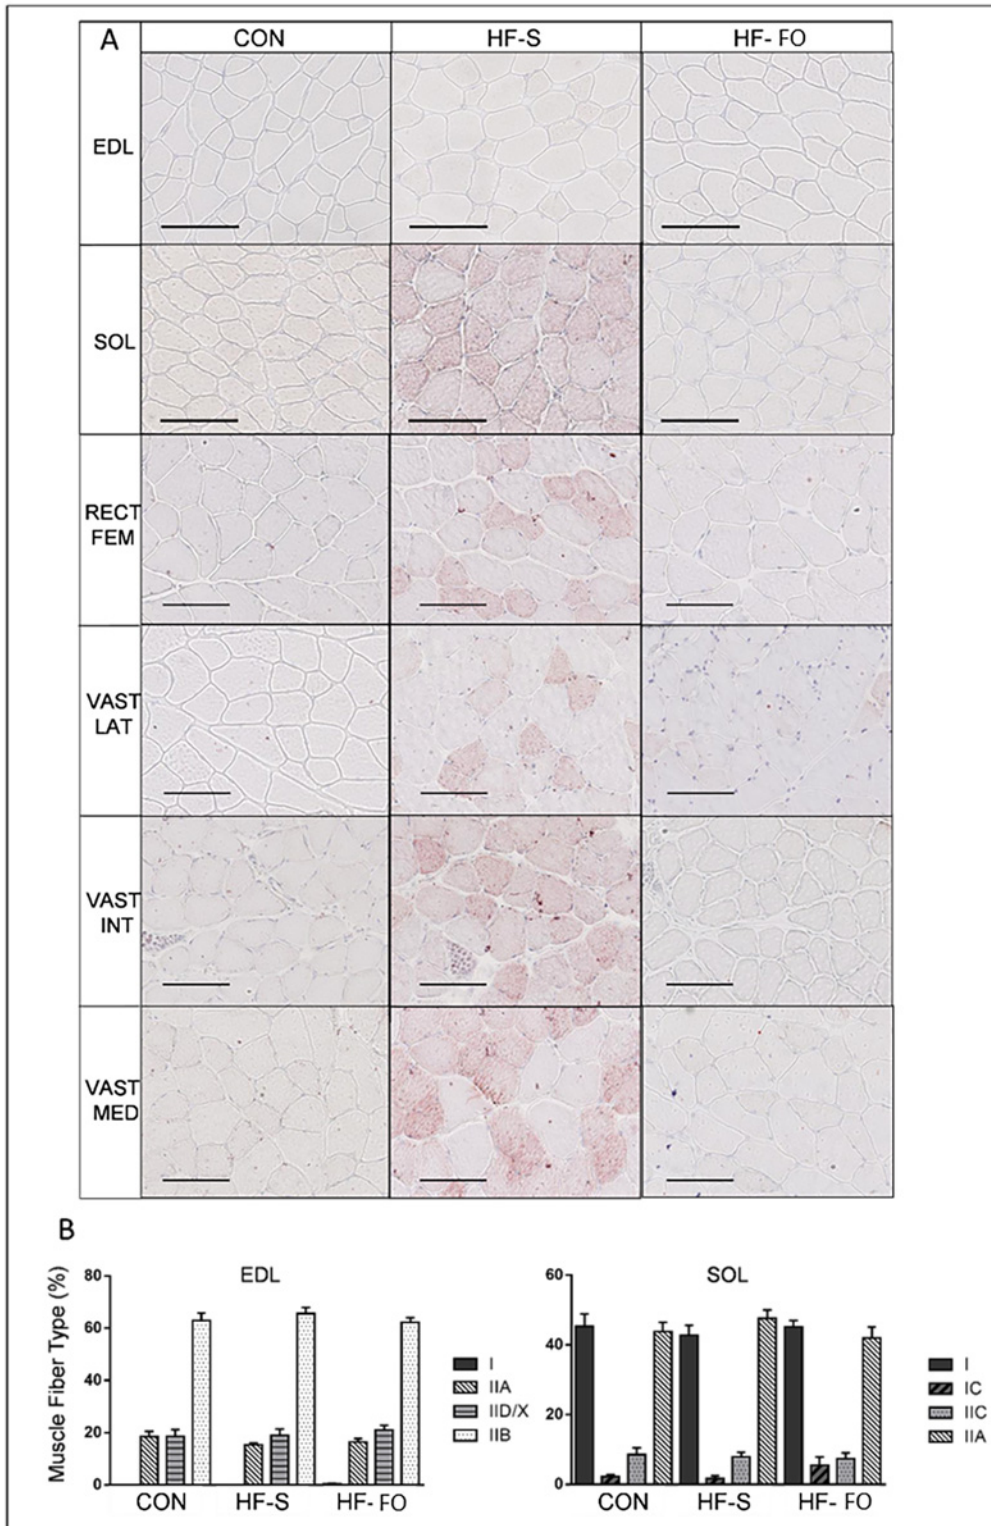 A CON HF-S HF- FO
EDL
SOL
RECT
FEM
VAST
LAT
VAST
INT
VAST
MED
B
EDL
Muscle Fiber Type (%)
80
60
40
20
0
CON HF-S HF- FO
I
IIA
IID/X
IIB
SOL
60
40
20
0
CON HF-S HF- FO
I
IC
IIC
IIA